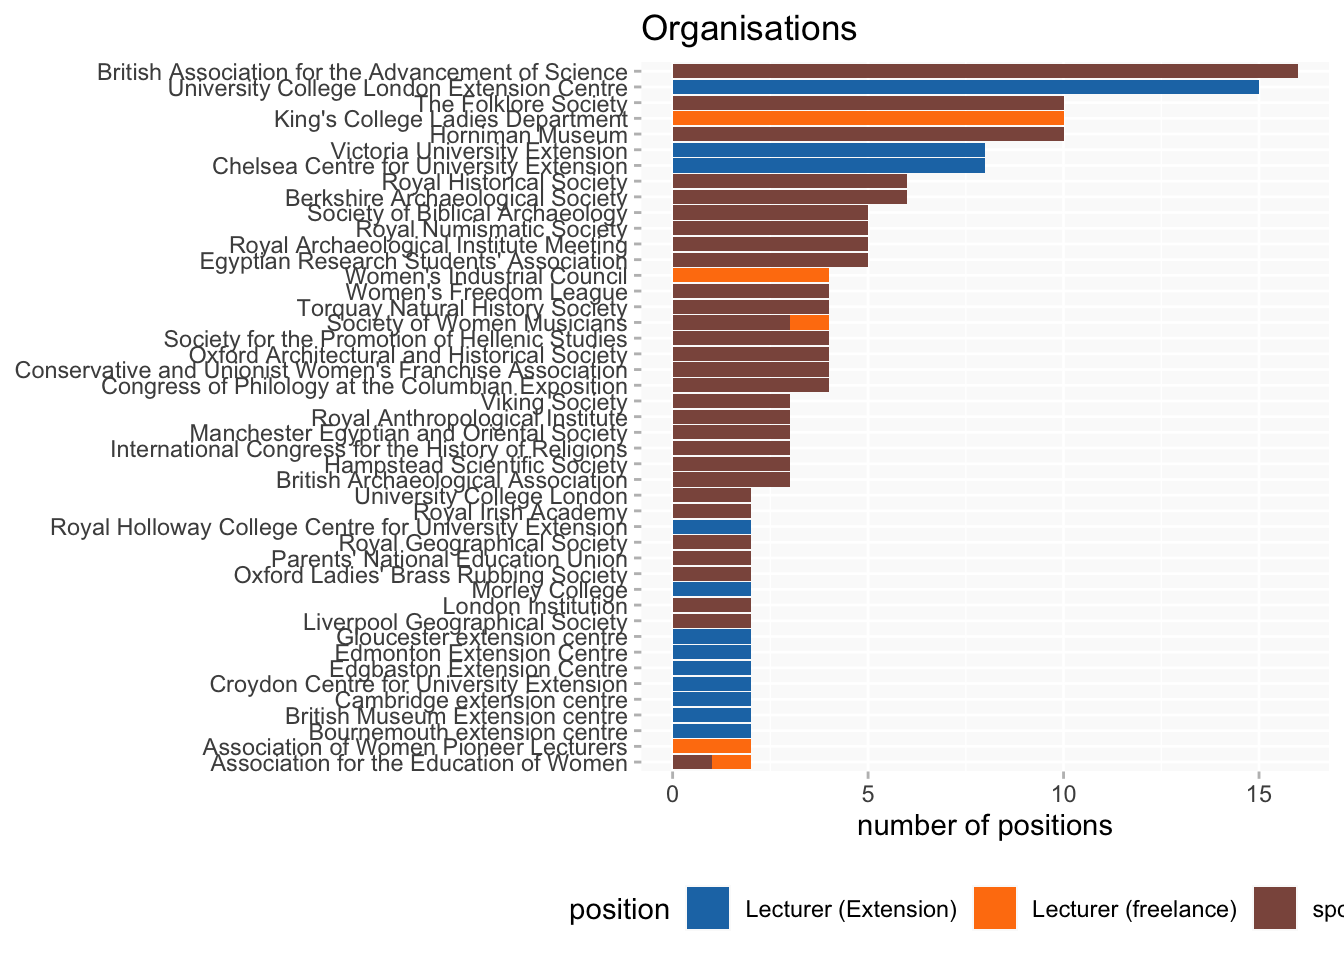 Organisations
British Association for the Advancement of Science
University College London Extension Centre
The Folklore Society
King's College Ladies Department
Horniman Museum
Victoria University Extension
Chelsea Centre for University Extension
Royal Historical Society
Berkshire Archaeological Society
Society of Biblical Archaeology
Royal Numismatic Society
Royal Archaeological Institute Meeting
Egyptian Research Students' Association
Women's Industrial Council
Women's Freedom League
Torquay Natural History Society
Society of Women Musicians
Society for the Promotion of Hellenic Studies
Oxford Architectural and Historical Society
Conservative and Unionist Women's Franchise Association
Congress of Philology at the Columbian Exposition
Viking Society
Royal Anthropological Institute
Manchester Egyptian and Oriental Society
International Congress for the History of Religions
Hampstead Scientific Society
British Archaeological Association
University College London
Royal Irish Academy
Royal Holloway College Centre for University Extension
Royal Geographical Society
Parents' National Education Union
Oxford Ladies' Brass Rubbing Society
Morley College
London Institution
Liverpool Geographical Society
Gloucester extension centre
Edmonton Extension Centre
Edgbaston Extension Centre
Croydon Centre for University Extension
Cambridge extension centre
British Museum Extension centre
Bournemouth extension centre
Association of Women Pioneer Lecturers
Association for the Education of Women
0 5 10 15
number of positions
position Lecturer (Extension) Lecturer (freelance)